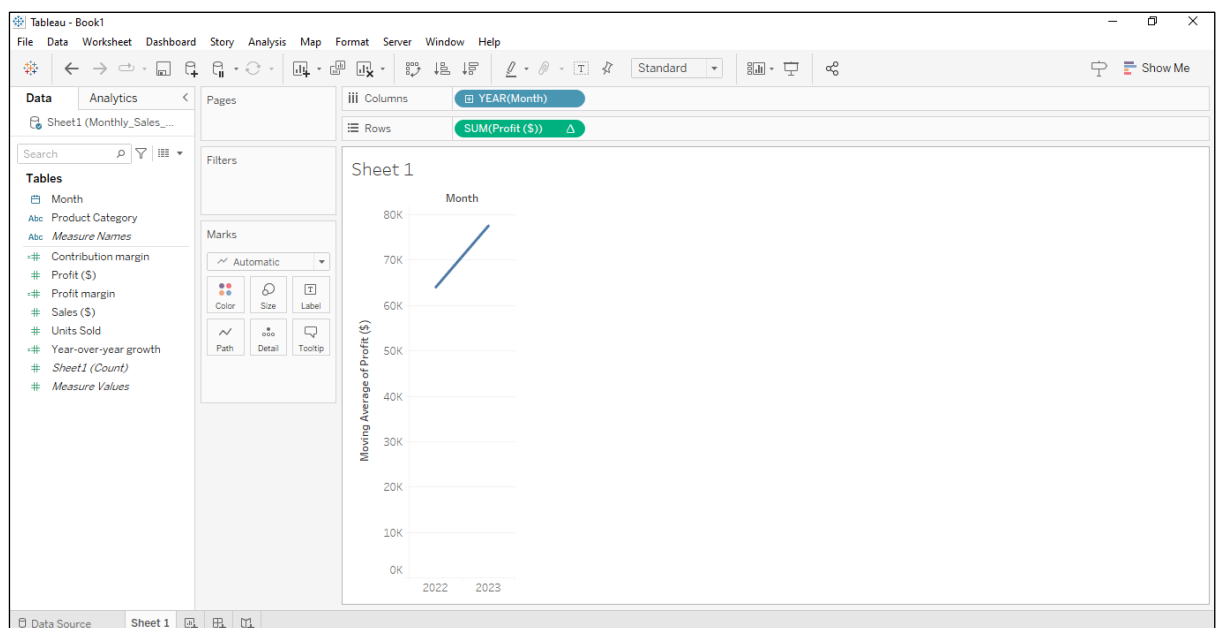 Tableau - Book1
File Data Worksheet Dashboard Story Analysis Map Format Server Window Help
Standard
Show Me
Data Analytics
Sheet1 (Monthly_Sales_...
Search
Tables
Month
Abc Product Category
Abc Measure Names
=# Contribution margin
# Profit ($)
=# Profit margin
# Sales ($)
# Units Sold
=# Year-over-year growth
# Sheet1 (Count)
# Measure Values
Pages
Filters
Marks
Automatic
Color Size Label
Path Detail Tooltip
iii Columns YEAR(Month)
Rows SUM(Profit ($)) Δ
Sheet 1
Month
Moving Average of Profit ($)
80K
70K
60K
50K
40K
30K
20K
10K
0K
2022 2023
Data Source Sheet 1